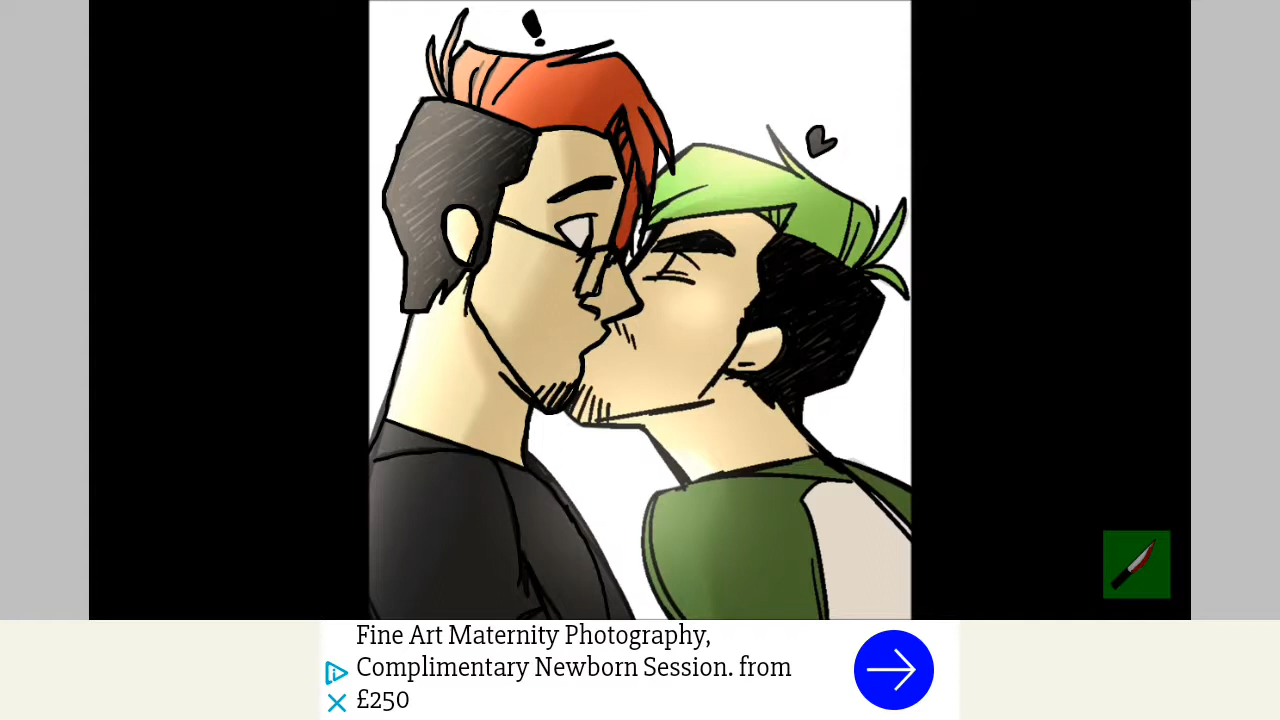 !
Fine Art Maternity Photography,
Complimentary Newborn Session. from
£250